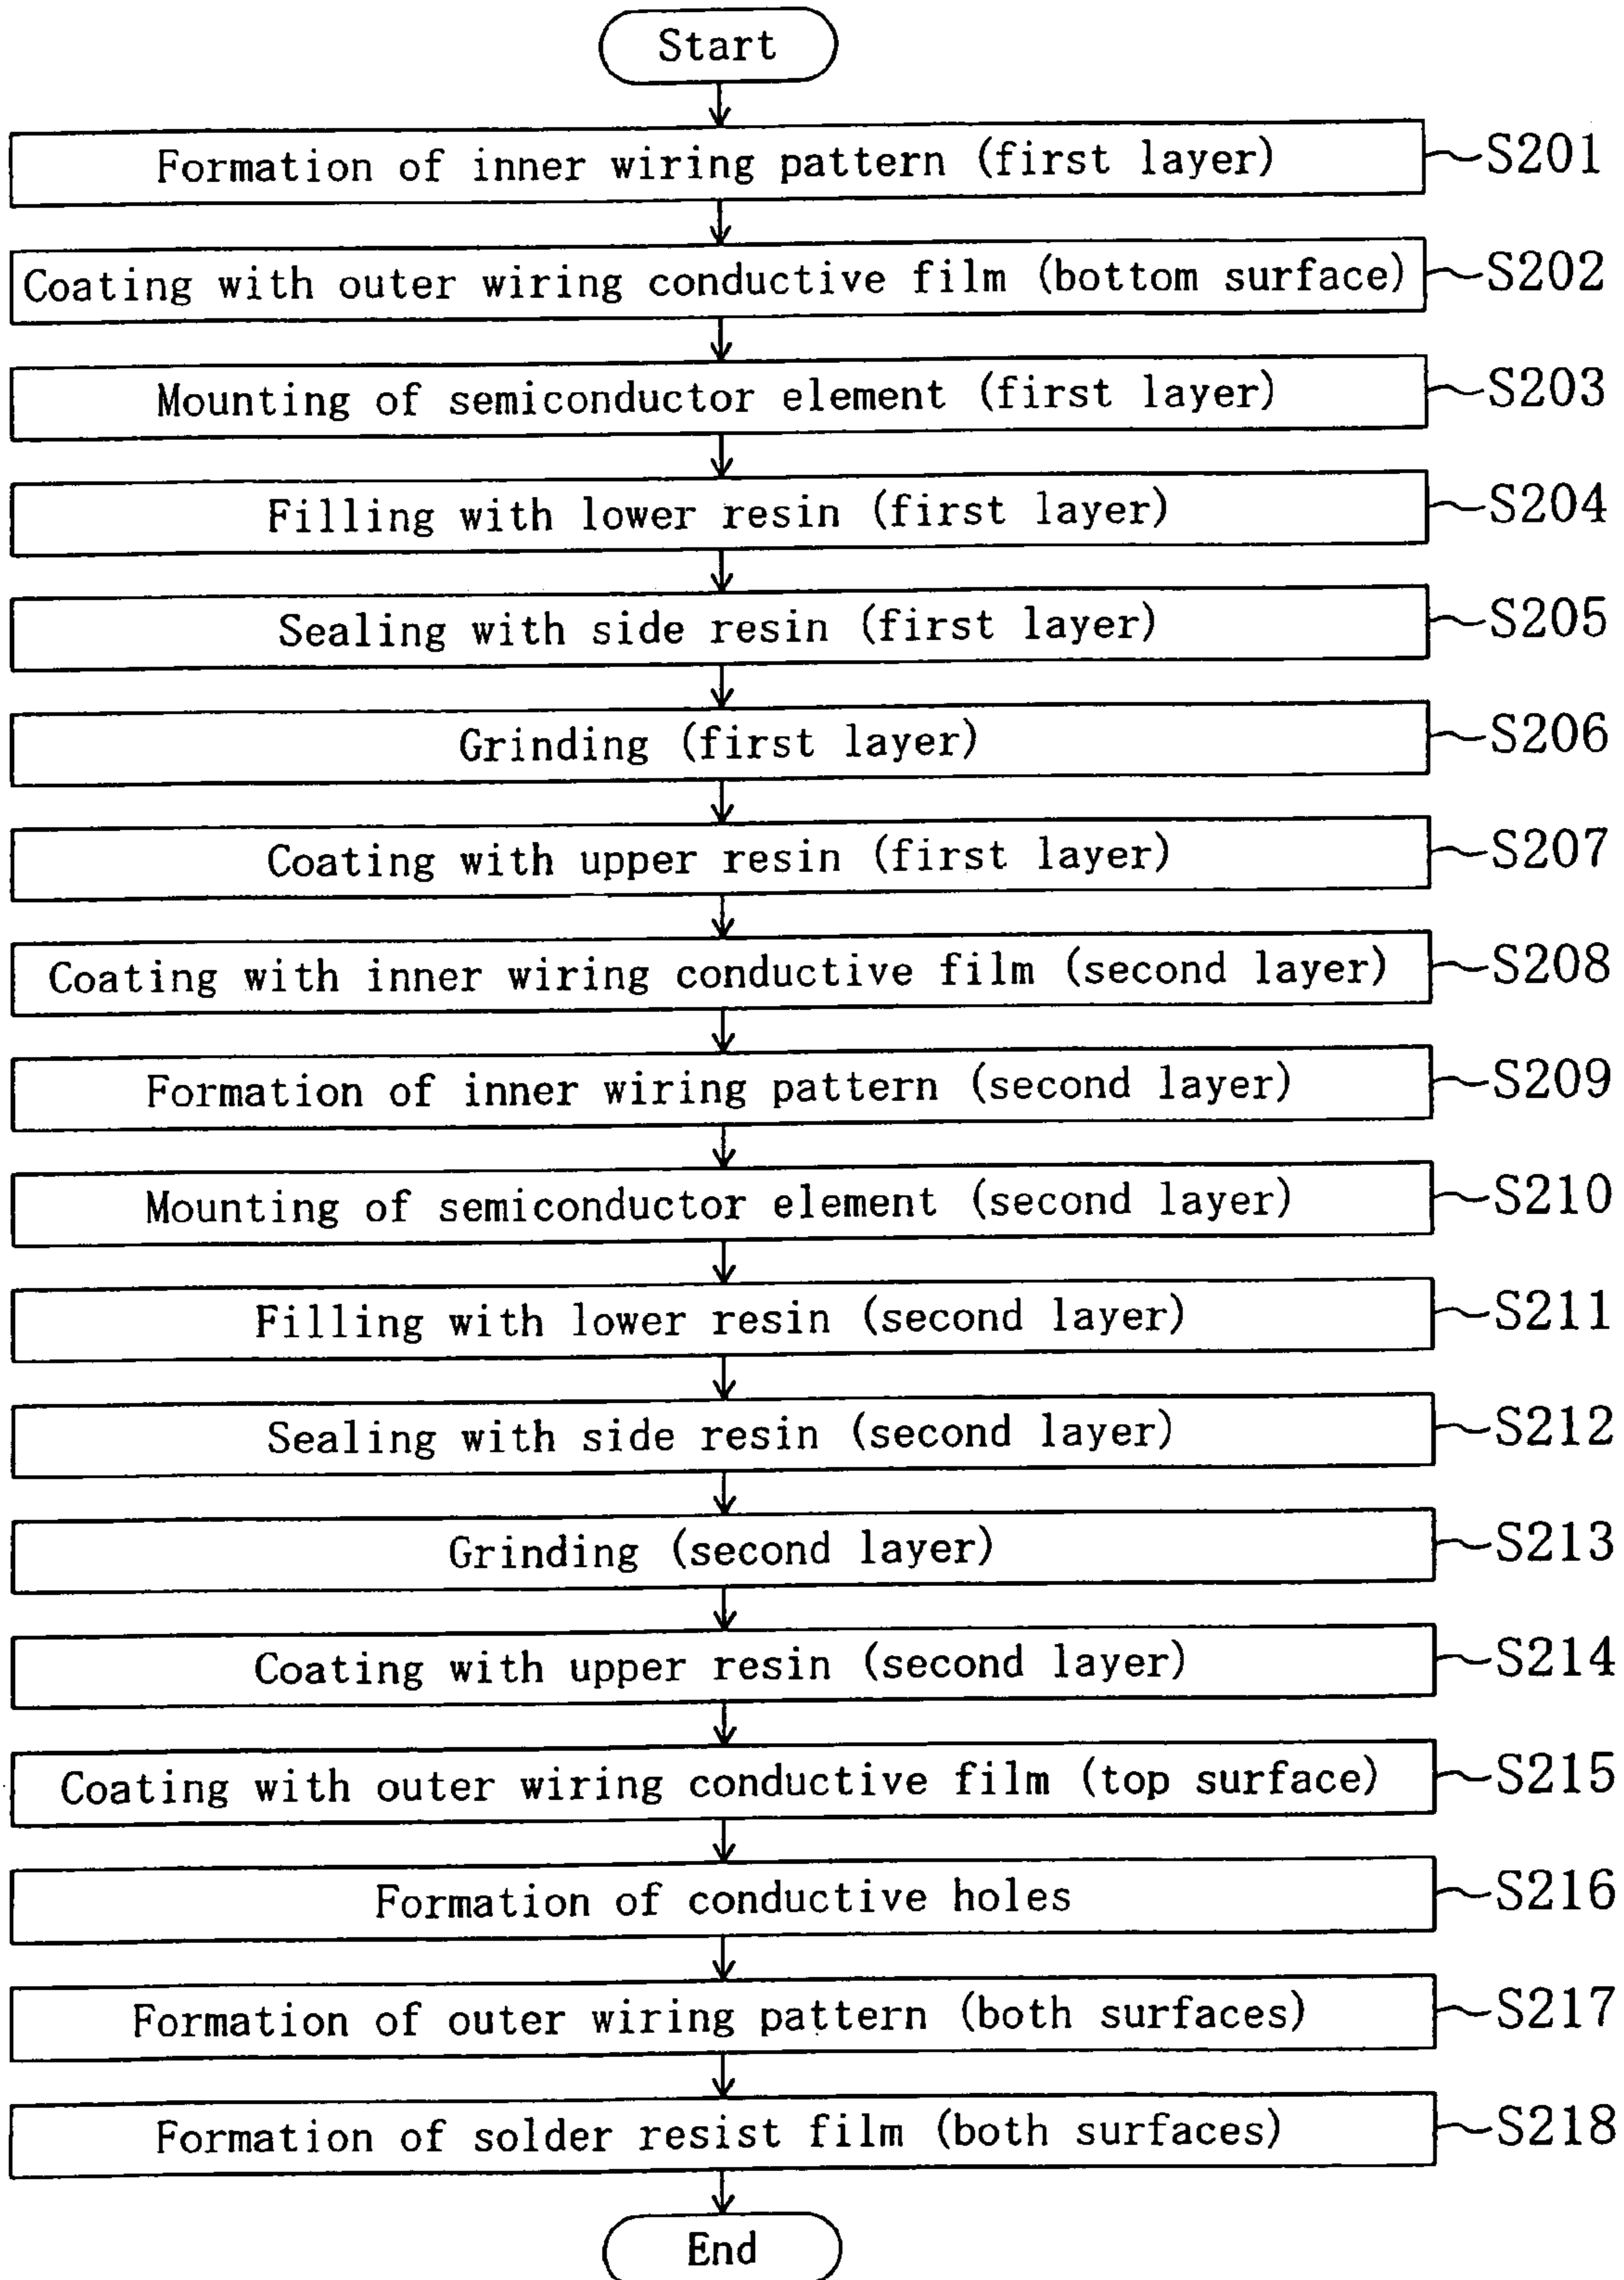 Start
Formation of inner wiring pattern (first layer) S201
Coating with outer wiring conductive film (bottom surface) S202
Mounting of semiconductor element (first layer) S203
Filling with lower resin (first layer) S204
Sealing with side resin (first layer) S205
Grinding (first layer) S206
Coating with upper resin (first layer) S207
Coating with inner wiring conductive film (second layer) S208
Formation of inner wiring pattern (second layer) S209
Mounting of semiconductor element (second layer) S210
Filling with lower resin (second layer) S211
Sealing with side resin (second layer) S212
Grinding (second layer) S213
Coating with upper resin (second layer) S214
Coating with outer wiring conductive film (top surface) S215
Formation of conductive holes S216
Formation of outer wiring pattern (both surfaces) S217
Formation of solder resist film (both surfaces) S218
End